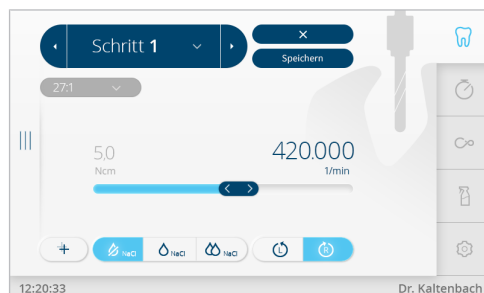 Schritt 1
×
Speichern
27:1
5,0
Ncm
420.000
1/min
NaCl
NaCl
NaCl
L
R
12:20:33
Dr. Kaltenbach